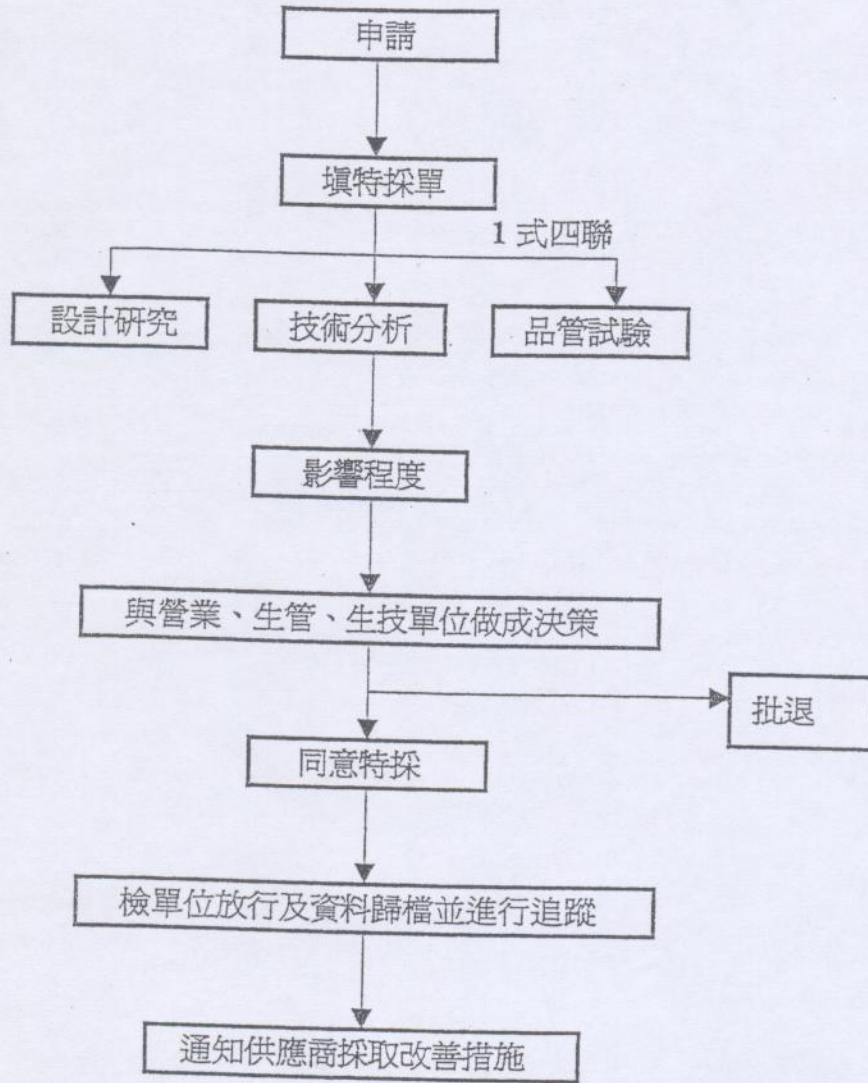 申請
填特採單
1 式四聯
設計研究
技術分析
品管試驗
影響程度
與營業、生管、生技單位做成決策
批退
同意特採
檢單位放行及資料歸檔並進行追蹤
通知供應商採取改善措施